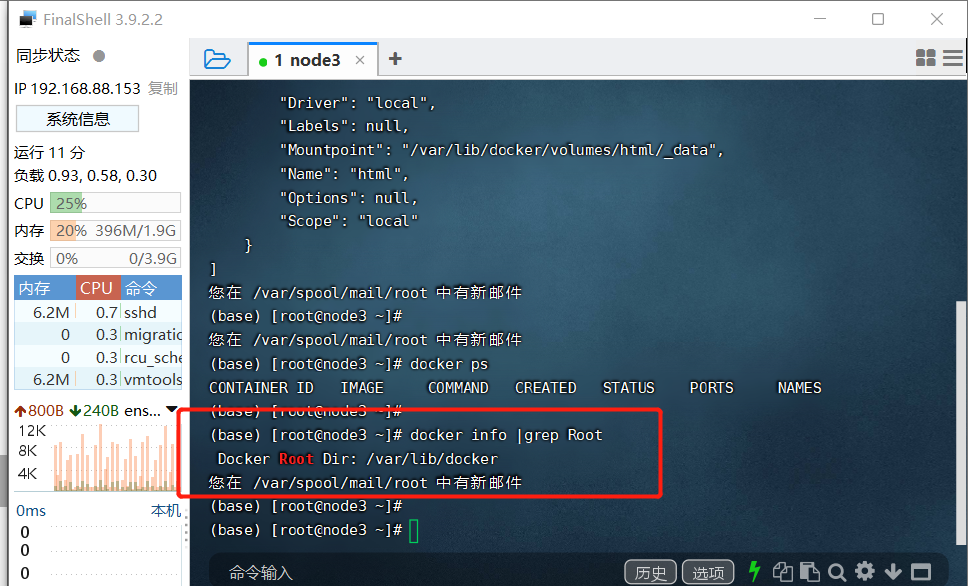 FinalShell 3.9.2.2
同步状态
IP 192.168.88.153 复制
系统信息
运行 11 分
负载 0.93, 0.58, 0.30
CPU 25%
内存 20% 396M/1.9G
交换 0% 0/3.9G
内存 CPU 命令
6.2M 0.7 sshd
0 0.3 migratic
0 0.3 rcu_sche
6.2M 0.3 vmtools
800B 240B ens...
12K
8K
4K
0ms 本机
0
0
0
1 node3
"Driver": "local",
"Labels": null,
"Mountpoint": "/var/lib/docker/volumes/html/_data",
"Name": "html",
"Options": null,
"Scope": "local"
}
]
您在 /var/spool/mail/root 中有新邮件
(base) [root@node3 ~]#
您在 /var/spool/mail/root 中有新邮件
(base) [root@node3 ~]# docker ps
CONTAINER ID IMAGE COMMAND CREATED STATUS PORTS NAMES
(base) [root@node3 ~]#
(base) [root@node3 ~]# docker info |grep Root
Docker Root Dir: /var/lib/docker
您在 /var/spool/mail/root 中有新邮件
(base) [root@node3 ~]#
(base) [root@node3 ~]#
命令输入 历史 选项